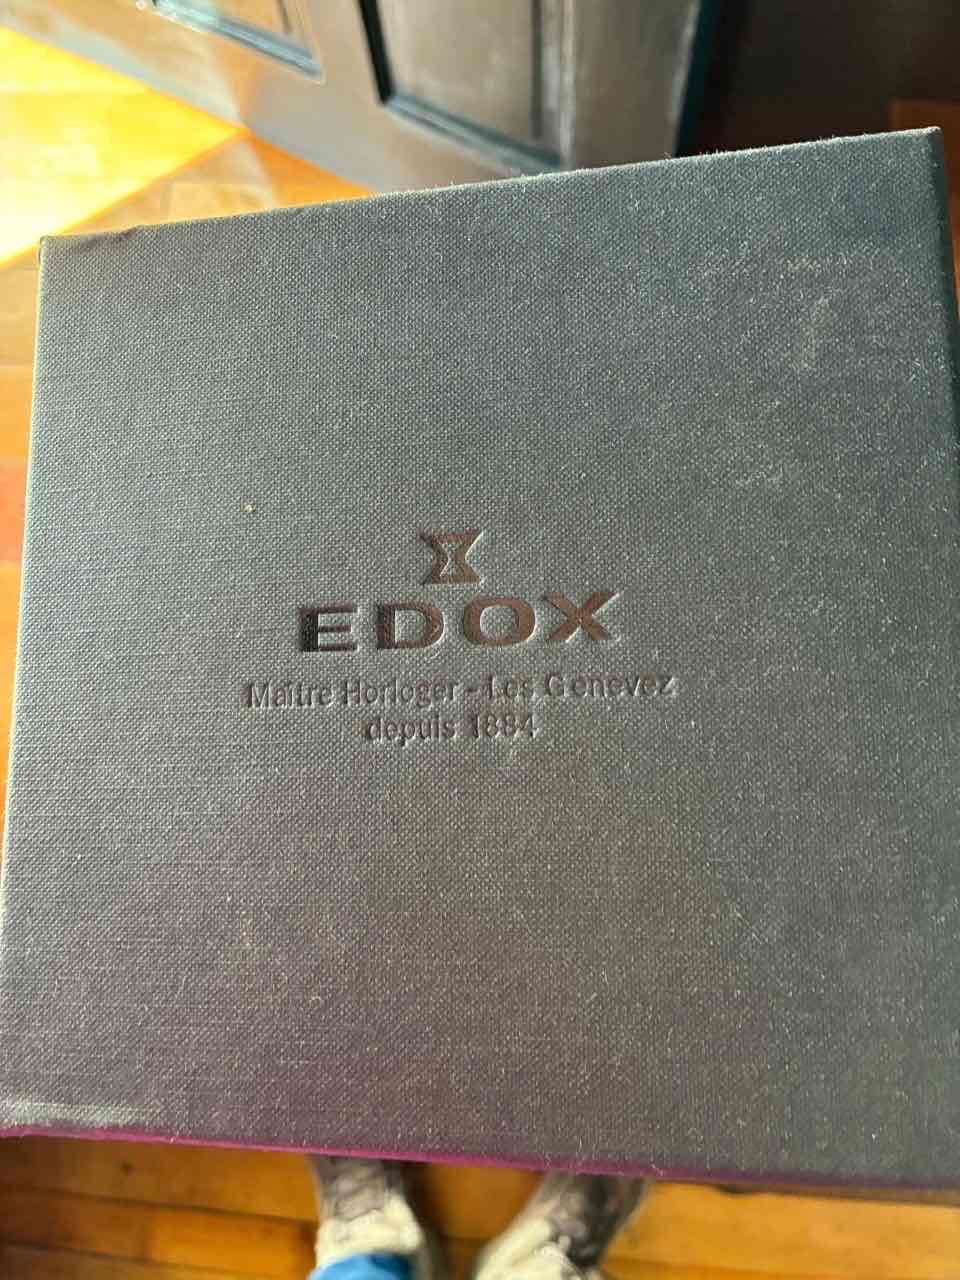 EDOX
Maître Horloger - Les Genevez
depuis 1884